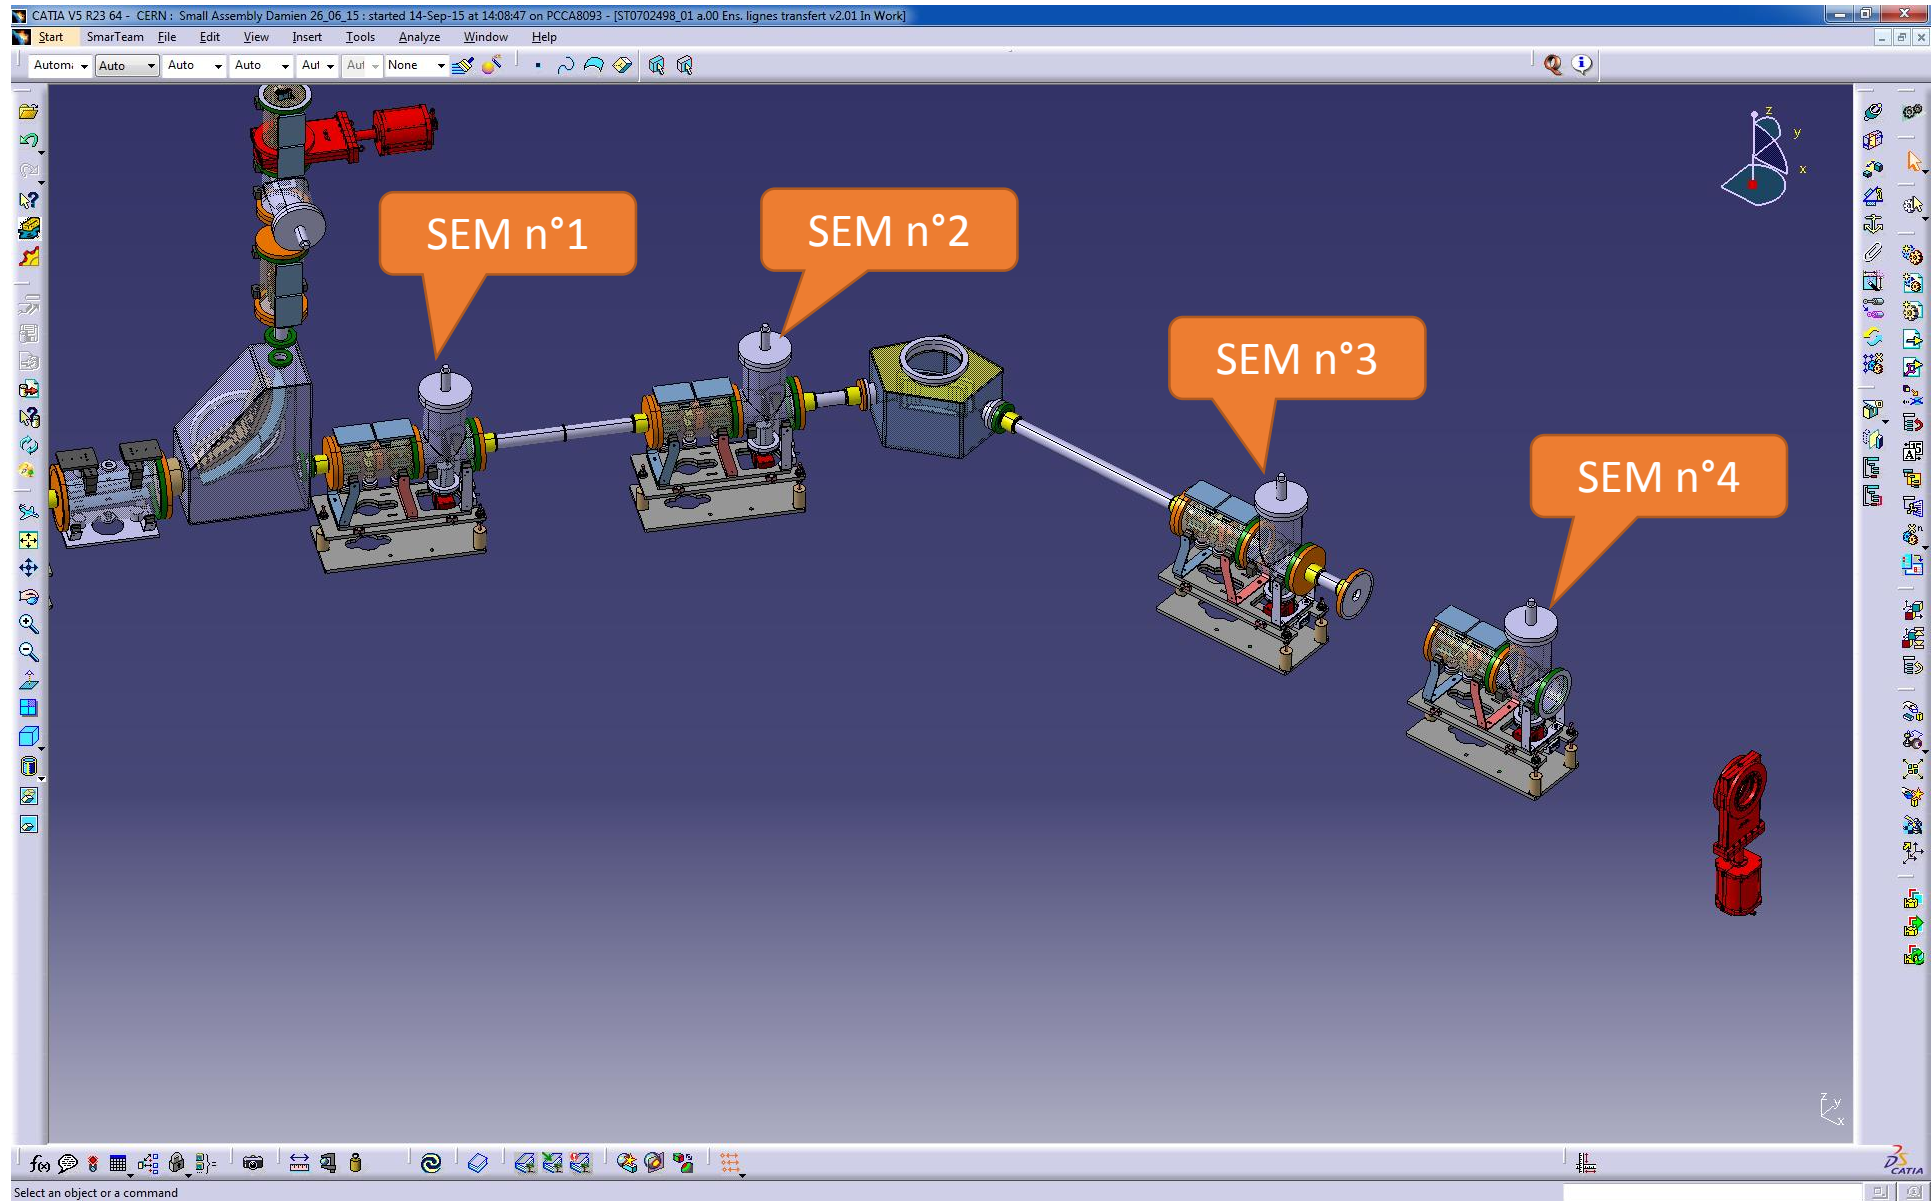 CATIA V5 R23 64 - CERN : Small Assembly Damien 26_06_15 : started 14-Sep-15 at 14:08:47 on PCCA8093 - [ST0702498_01 a.00 Ens. lignes transfert v2.01 In Work]
Start SmarTeam File Edit View Insert Tools Analyze Window Help
Auto Auto Auto None
z
y
x
SEM n°1
SEM n°2
SEM n°3
SEM n°4
z y
x
f(x)
CATIA
Select an object or a command